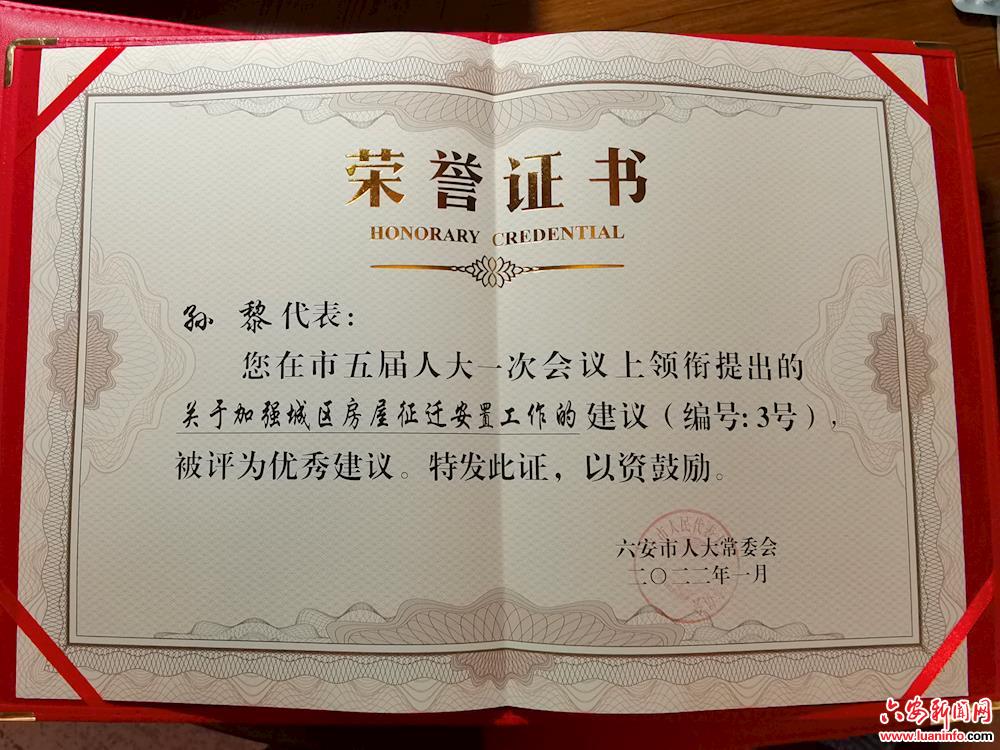 荣誉证书
HONORARY CREDENTIAL
孙 黎代表：
您在市五届人大一次会议上领衔提出的
关于加强城区房屋征迁安置工作的 建议（编号：3号），
被评为优秀建议。特发此证，以资鼓励。
六安市人大常委会
二〇二二年一月
六安新闻网
www.luaninfo.com